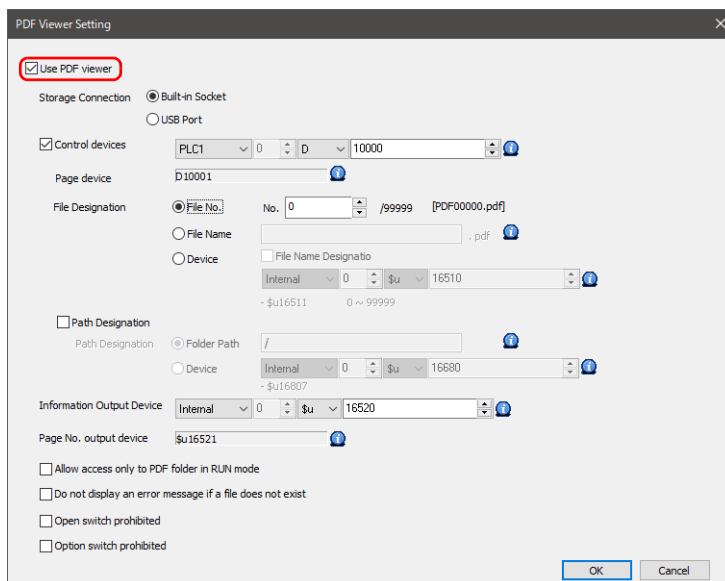 PDF Viewer Setting
Use PDF viewer
Storage Connection Built-in Socket
USB Port
Control devices PLC1 0 D 10000
Page device D10001
File Designation File No. No. 0 /99999 [PDF00000.pdf]
File Name . pdf
Device File Name Designatio
Internal 0 $u 16510
- $u16511 0 ~ 99999
Path Designation
Path Designation Folder Path /
Device Internal 0 $u 16680
- $u16807
Information Output Device Internal 0 $u 16520
Page No. output device $u16521
Allow access only to PDF folder in RUN mode
Do not display an error message if a file does not exist
Open switch prohibited
Option switch prohibited
OK Cancel